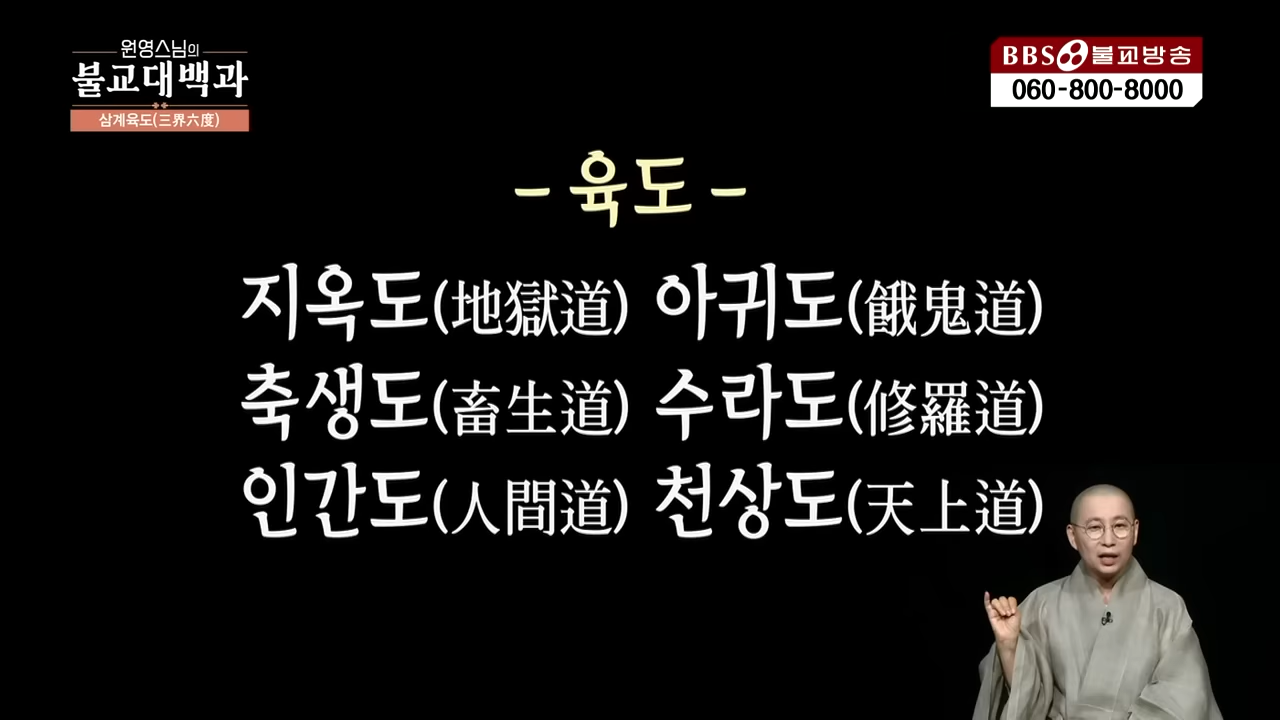 원영스님의
불교대백과
삼계육도(三界六度)
BBS 불교방송
060-800-8000
– 육도 –
지옥도(地獄道) 아귀도(餓鬼道)
축생도(畜生道) 수라도(修羅道)
인간도(人間道) 천상도(天上道)